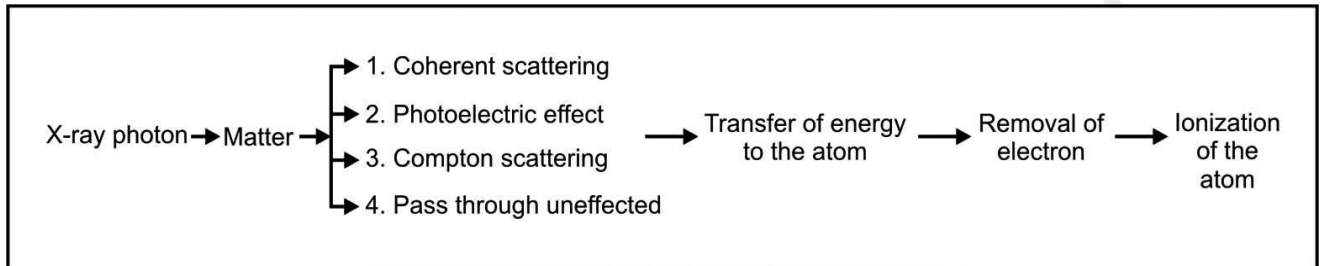 X-ray photon
Matter
1. Coherent scattering
2. Photoelectric effect
3. Compton scattering
4. Pass through uneffected
Transfer of energy
to the atom
Removal of
electron
Ionization
of the
atom